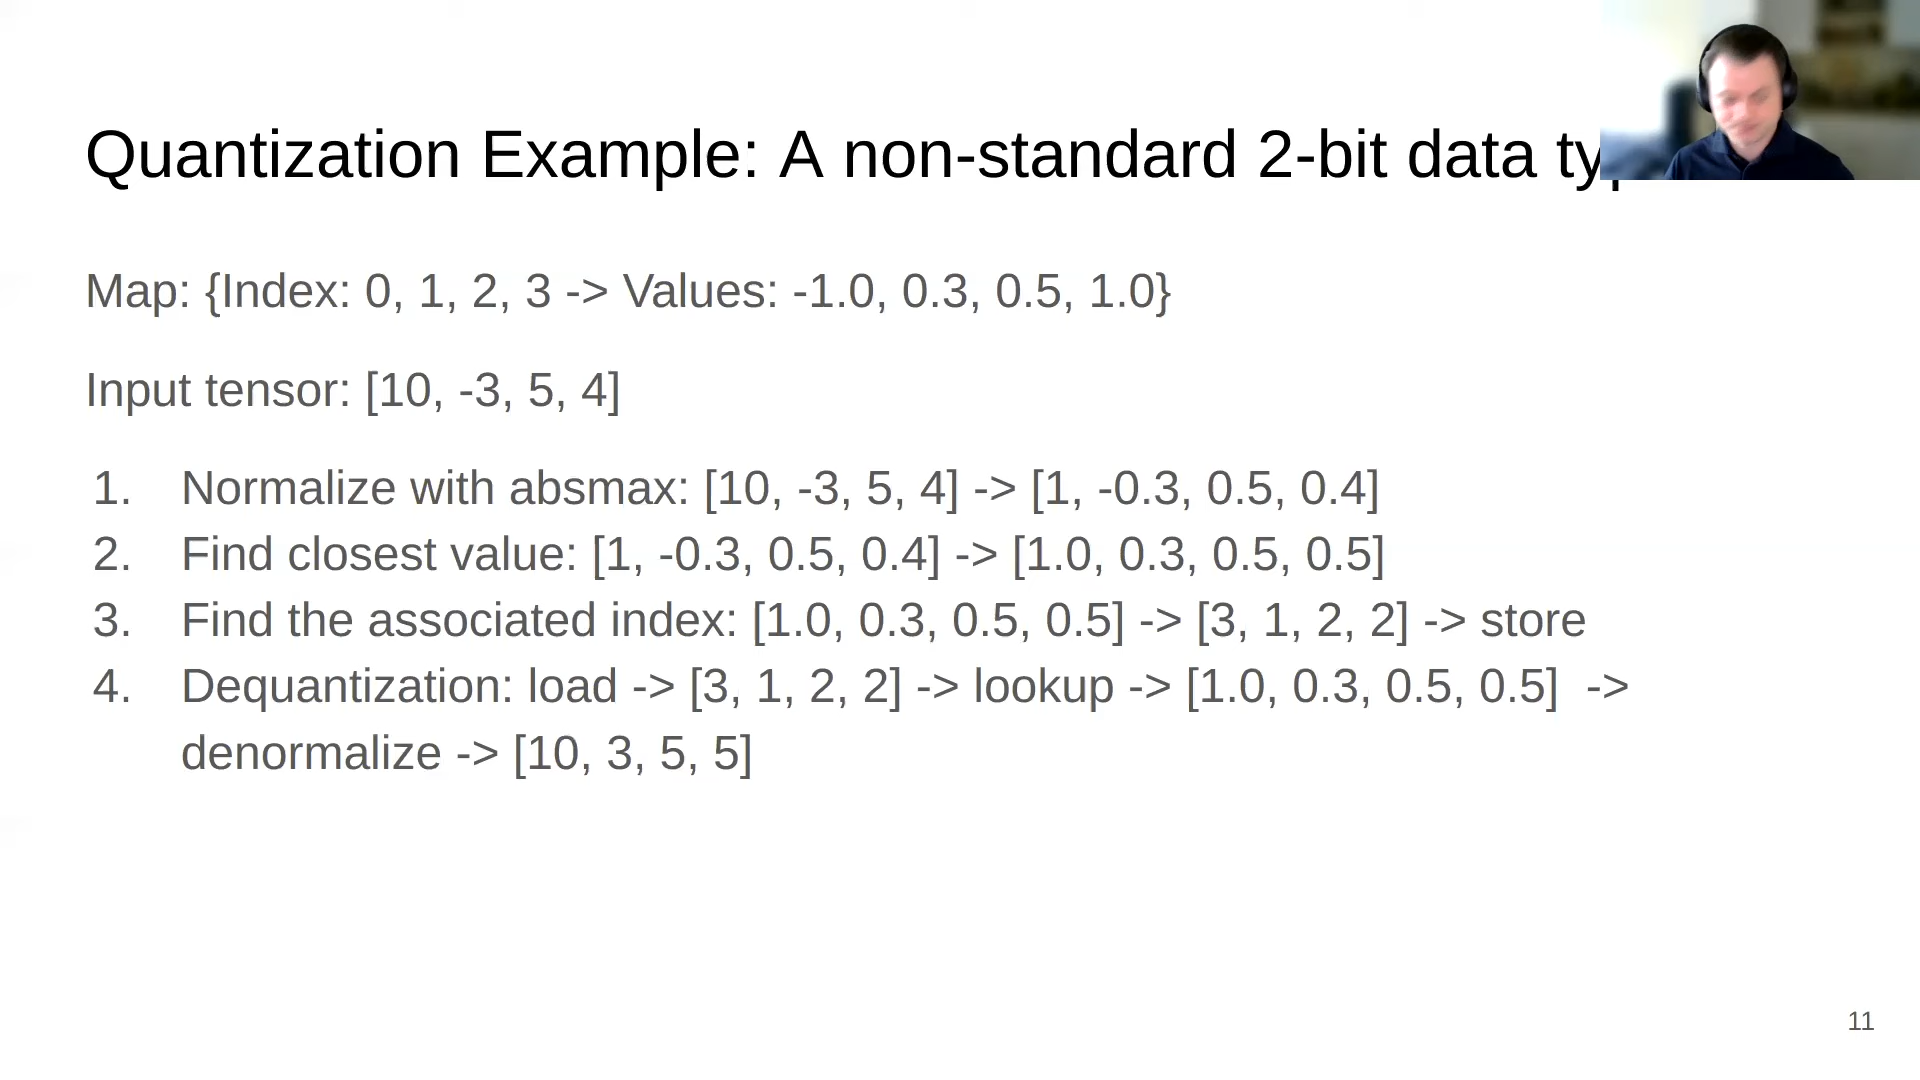 Quantization Example: A non-standard 2-bit data
Map: {Index: 0, 1, 2, 3 -> Values: -1.0, 0.3, 0.5, 1.0}
Input tensor: [10, -3, 5, 4]
1. Normalize with absmax: [10, -3, 5, 4] -> [1, -0.3, 0.5, 0.4]
2. Find closest value: [1, -0.3, 0.5, 0.4] -> [1.0, 0.3, 0.5, 0.5]
3. Find the associated index: [1.0, 0.3, 0.5, 0.5] -> [3, 1, 2, 2] -> store
4. Dequantization: load -> [3, 1, 2, 2] -> lookup -> [1.0, 0.3, 0.5, 0.5]  ->
denormalize -> [10, 3, 5, 5]
11